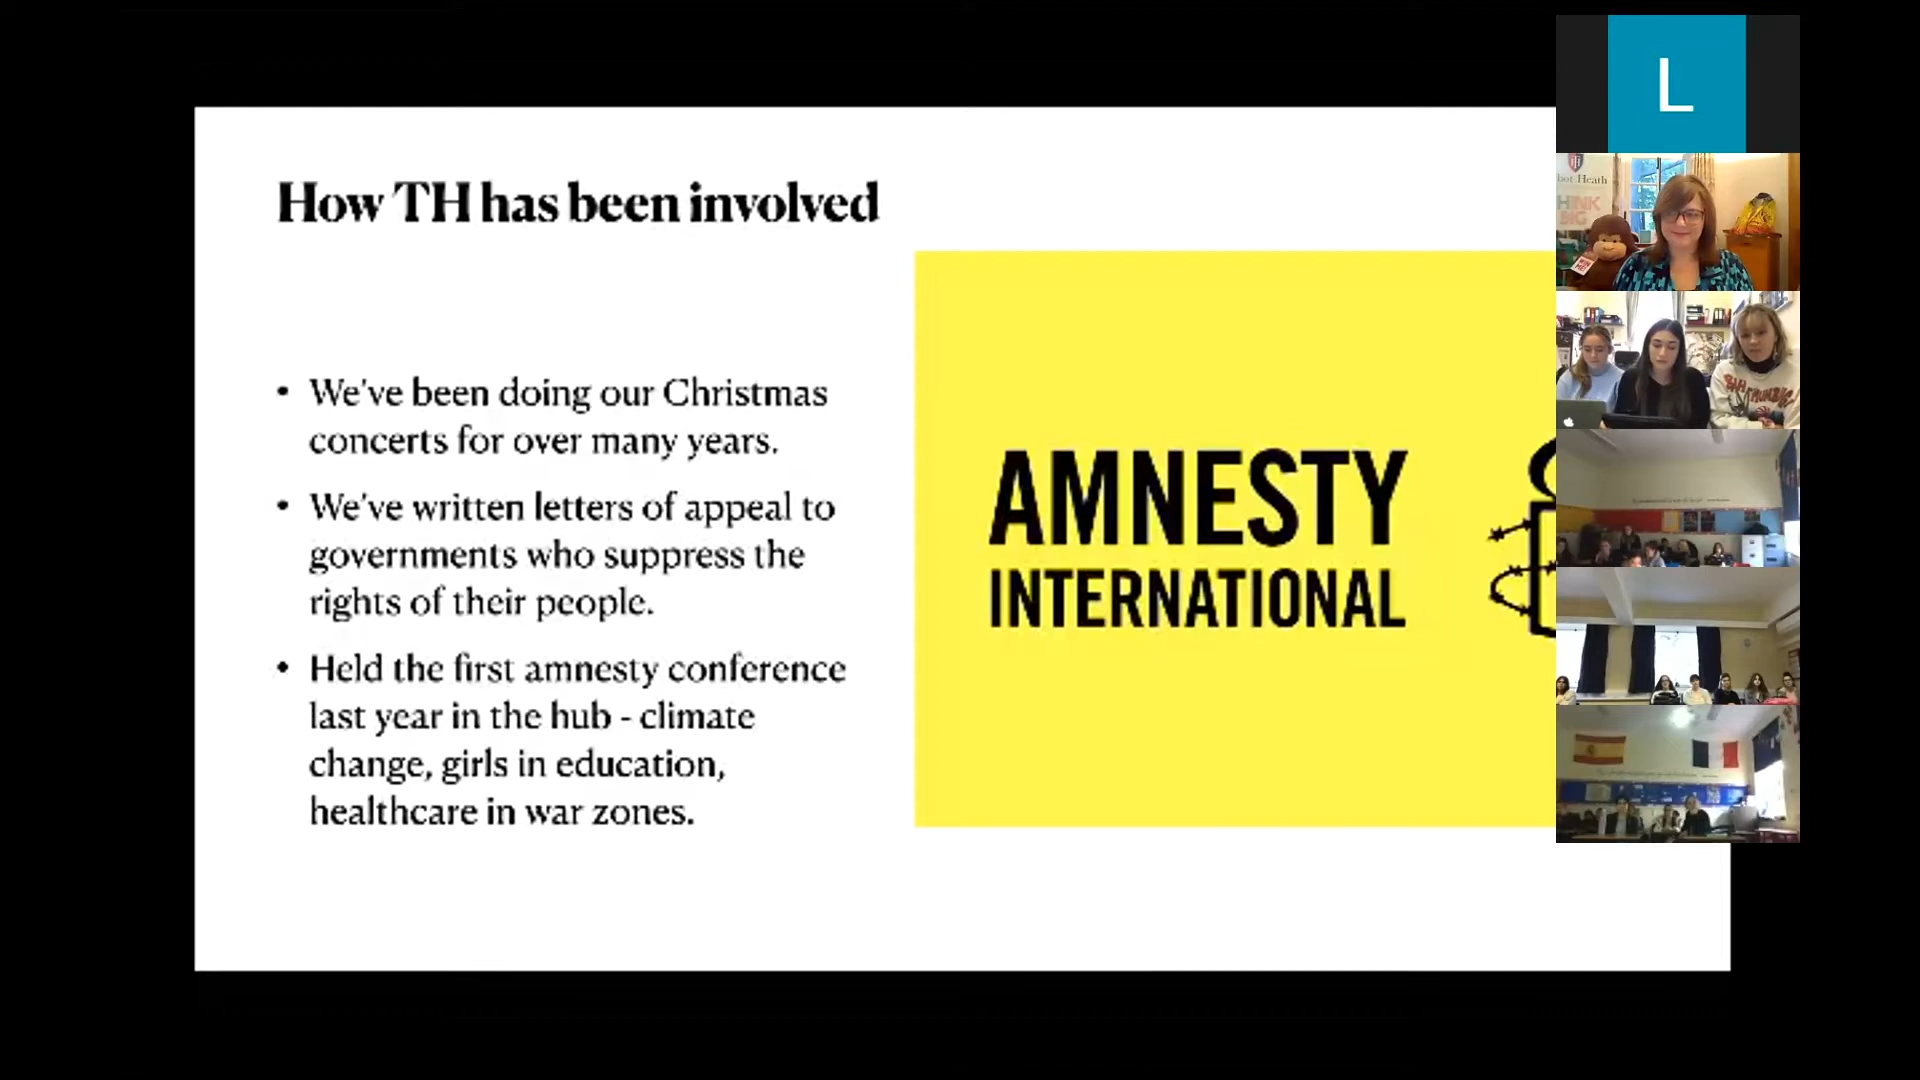 How TH has been involved
• We've been doing our Christmas
concerts for over many years.
• We've written letters of appeal to
governments who suppress the
rights of their people.
• Held the first amnesty conference
last year in the hub - climate
change, girls in education,
healthcare in war zones.
AMNESTY
INTERNATIONAL
L
Heath